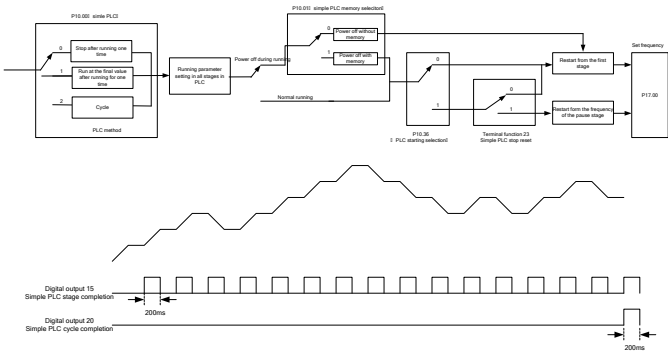 P10.00〖 simle PLC〗
0
Stop after running one
time
1
Run at the final value
after running for one
time
2
Cycle
PLC method
Running parameter
setting in all stages in
PLC
P10.01〖 simple PLC memory selection〗
Power off during running
0
Power off without
memory
1
Power off with
memory
Normal running
0
1
P10.36
〖 PLC starting selection〗
0
1
Terminal function 23
Simple PLC stop reset
Restart from the first
stage
Restart form the frequency
of the pause stage
Set frequency
P17.00
Digital output 15
Simple PLC stage completion
200ms
Digital output 20
Simple PLC cycle completion
200ms